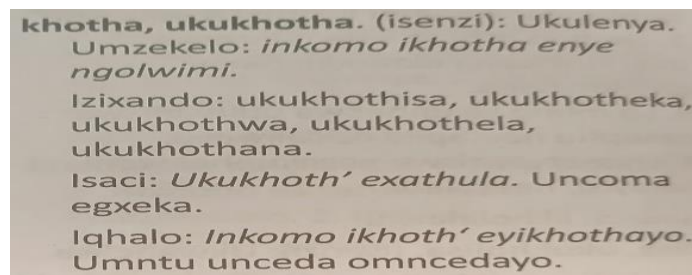 khotha, ukukhotha. (isenzi): Ukulenya.
Umzekelo: inkomo ikhotha enye
ngolwimi.
Izixando: ukukhothisa, ukukhotheka,
ukukhothwa, ukukhothela,
ukukhothana.
Isaci: Ukukhoth’ exathula. Uncoma
egxeka.
Iqhalo: Inkomo ikhoth’ eyikhothayo.
Umntu unceda omncedayo.